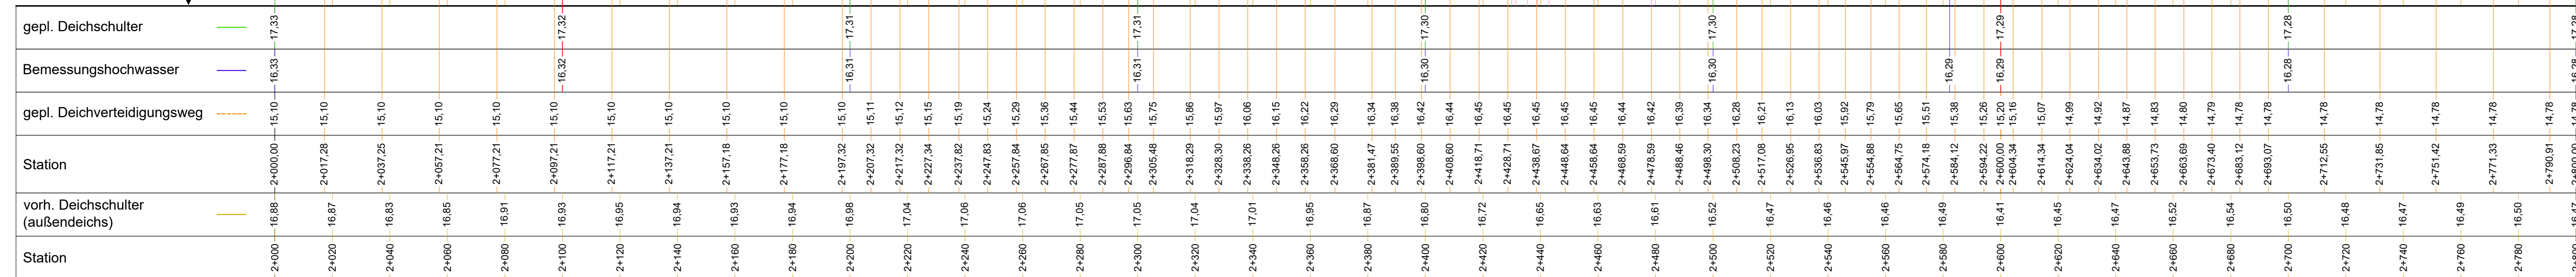 gepl. Deichschulter 17,33 17,32 17,31 17,31 17,30 17,30 17,29 17,28
Bemessungshochwasser 16,33 16,32 16,31 16,31 16,30 16,30 16,29 16,29 16,28
gepl. Deichverteidigungsweg 15,10 15,10 15,10 15,10 15,10 15,10 15,10 15,10 15,10 15,10 15,10 15,11 15,12 15,15 15,19 15,24 15,29 15,36 15,44 15,53 15,63 15,75 15,86 15,97 16,06 16,15 16,22 16,29 16,34 16,38 16,42 16,44 16,45 16,45 16,45 16,45 16,45 16,44 16,42 16,39 16,34 16,28 16,21 16,13 16,03 15,92 15,79 15,65 15,51 15,38 15,26 15,20 15,16 15,07 14,99 14,92 14,87 14,83 14,80 14,79 14,78 14,78 14,78 14,78 14,78 14,78 14,78 14,78
Station 2+000,00 2+017,28 2+037,25 2+057,21 2+077,21 2+097,21 2+117,21 2+137,21 2+157,18 2+177,18 2+197,32 2+207,32 2+217,32 2+227,34 2+237,82 2+247,83 2+257,84 2+267,85 2+277,87 2+287,88 2+296,84 2+305,48 2+318,29 2+328,30 2+338,26 2+348,26 2+358,26 2+368,60 2+381,47 2+389,55 2+398,60 2+408,60 2+418,71 2+428,71 2+438,67 2+448,64 2+458,64 2+468,59 2+478,59 2+488,46 2+498,30 2+508,23 2+517,08 2+526,95 2+536,83 2+545,97 2+554,88 2+564,75 2+574,18 2+584,12 2+594,22 2+600,00 2+604,34 2+614,34 2+624,04 2+634,02 2+643,88 2+653,73 2+663,69 2+673,40 2+683,12 2+693,07 2+712,55 2+731,85 2+751,42 2+771,33 2+790,91
vorh. Deichschulter
(außendeichs) 16,88 16,87 16,83 16,85 16,91 16,93 16,95 16,94 16,93 16,94 16,98 17,04 17,06 17,06 17,05 17,05 17,04 17,01 16,95 16,87 16,80 16,72 16,65 16,63 16,61 16,52 16,47 16,46 16,46 16,49 16,41 16,45 16,47 16,52 16,54 16,50 16,48 16,47 16,49 16,50
Station 2+000 2+020 2+040 2+060 2+080 2+100 2+120 2+140 2+160 2+180 2+200 2+220 2+240 2+260 2+280 2+300 2+320 2+340 2+360 2+380 2+400 2+420 2+440 2+460 2+480 2+500 2+520 2+540 2+560 2+580 2+600 2+620 2+640 2+660 2+680 2+700 2+720 2+740 2+760 2+780